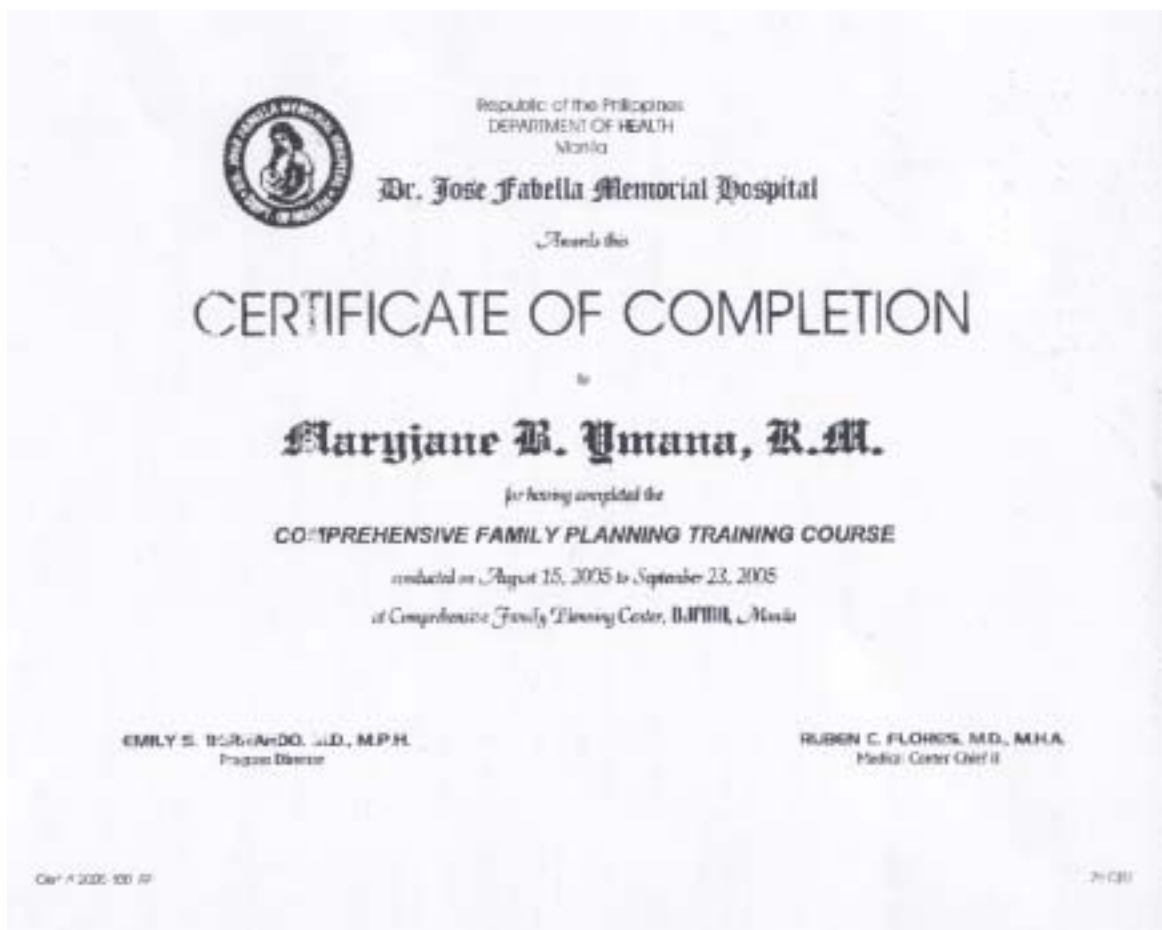 Republic of the Philippines
DEPARTMENT OF HEALTH
Manila
Dr. Jose Fabella Memorial Hospital
Awards this
CERTIFICATE OF COMPLETION
to
Maryjane B. Ymana, R.M.
for having completed the
COMPREHENSIVE FAMILY PLANNING TRAINING COURSE
conducted on August 15, 2005 to September 23, 2005
at Comprehensive Family Planning Center, Manila
EMILY S. M.P.H.
Program Director
RUBEN C. FLORES, M.D., M.H.A.
Medical Center Chief II